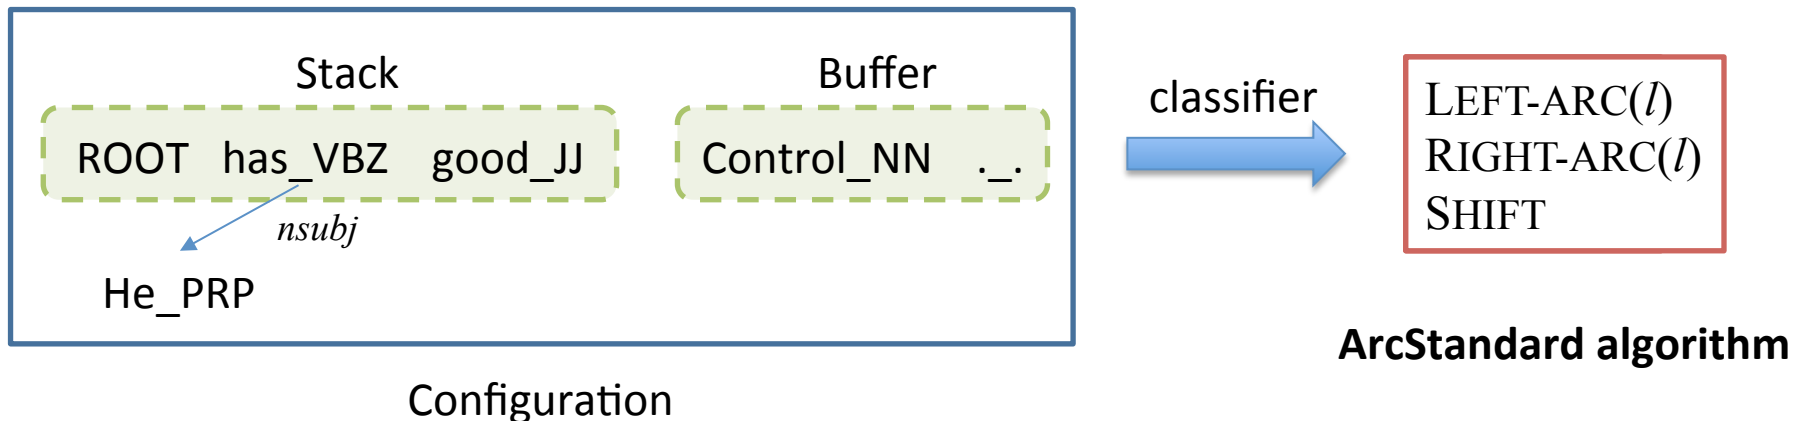 Stack
Buffer
ROOT has_VBZ good_JJ
Control_NN ._.
nsubj
He_PRP
Configuration
classifier
LEFT-ARC(l)
RIGHT-ARC(l)
SHIFT
ArcStandard algorithm